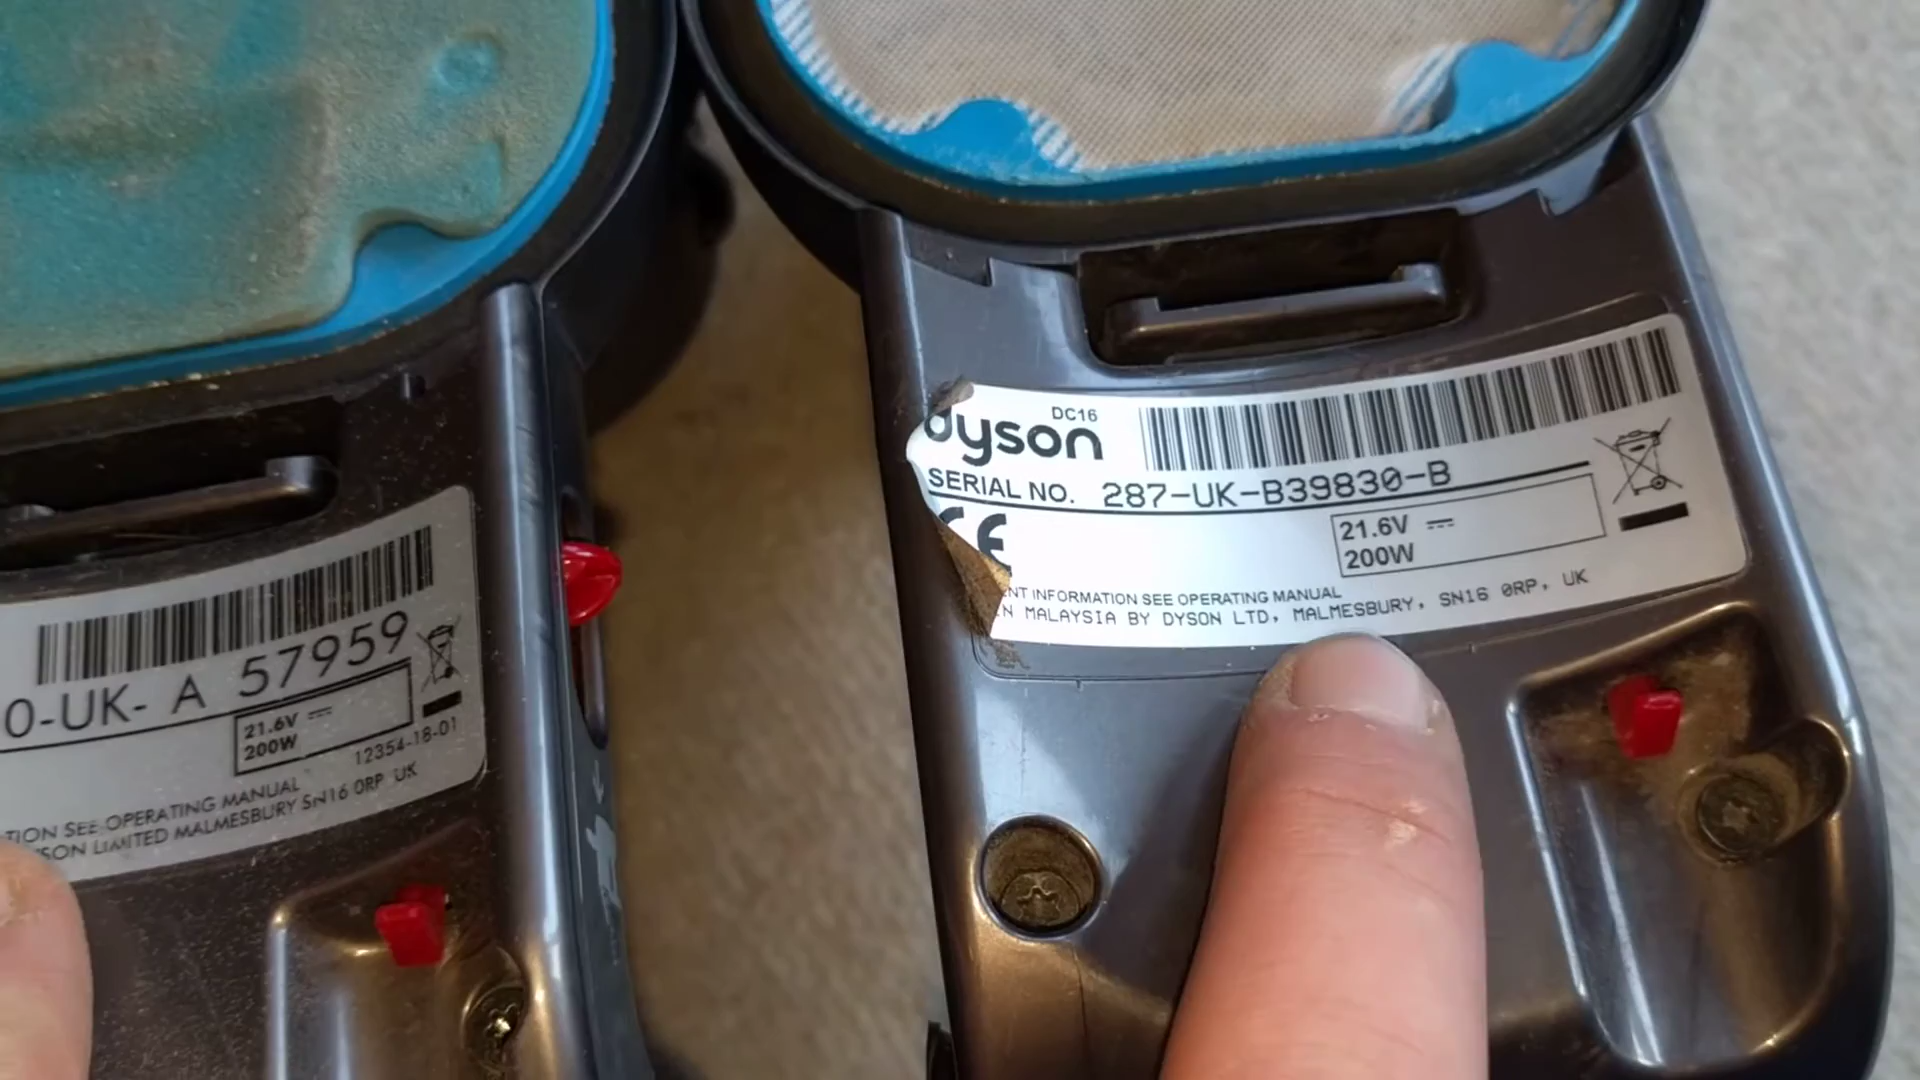 0-UK- A 57959
21.6V
200W
12354-18-01
TION SEE OPERATING MANUAL
SON LIMITED MALMESBURY SN16 0RP UK
DC16
dyson
SERIAL NO. 287-UK-B39830-B
CE
21.6V
200W
NT INFORMATION SEE OPERATING MANUAL
N MALAYSIA BY DYSON LTD, MALMESBURY, SN16 0RP, UK